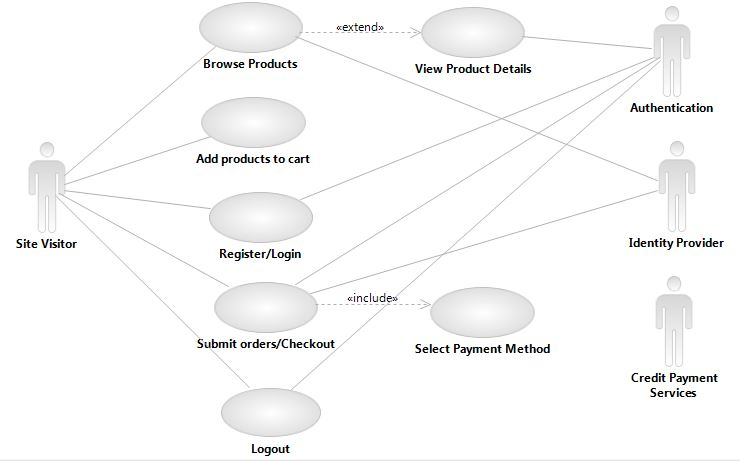 «extend»
Browse Products
View Product Details
Authentication
Add products to cart
Site Visitor
Identity Provider
Register/Login
«include»
Submit orders/Checkout
Select Payment Method
Credit Payment
Services
Logout